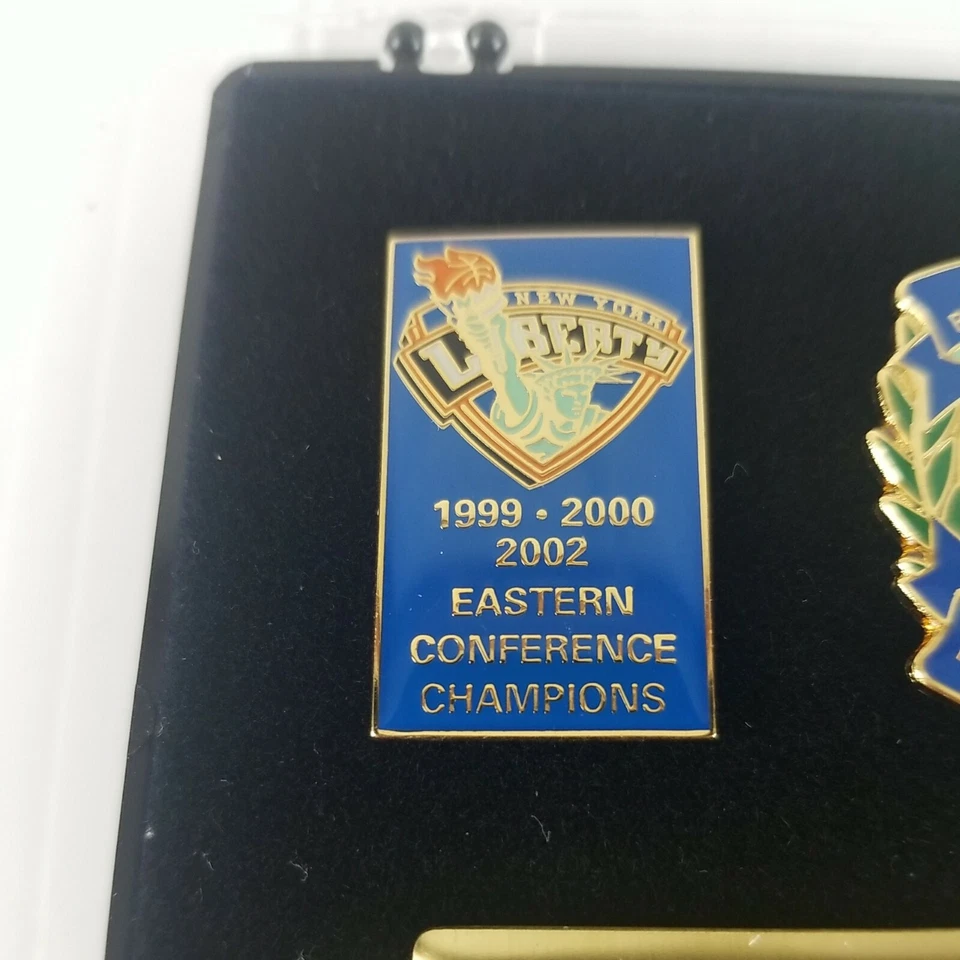 NEW YORK
LIBERTY
1999 • 2000
2002
EASTERN
CONFERENCE
CHAMPIONS